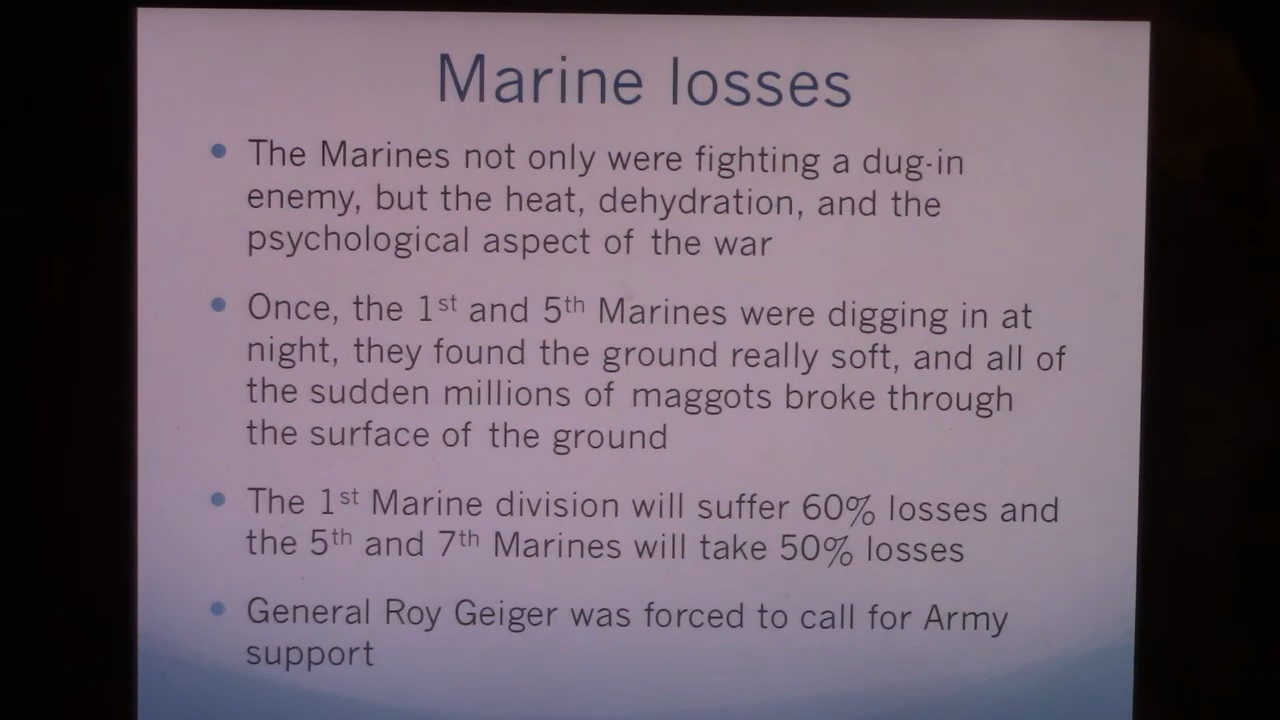 Marine losses
• The Marines not only were fighting a dug-in
enemy, but the heat, dehydration, and the
psychological aspect of the war
• Once, the 1st and 5th Marines were digging in at
night, they found the ground really soft, and all of
the sudden millions of maggots broke through
the surface of the ground
• The 1st Marine division will suffer 60% losses and
the 5th and 7th Marines will take 50% losses
• General Roy Geiger was forced to call for Army
support